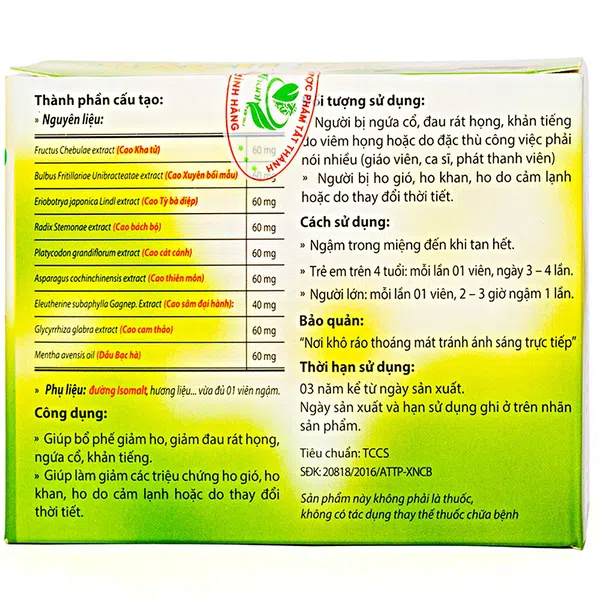 Thành phần cấu tạo:
» Nguyên liệu:
Fructus Chebulae extract (Cao Kha tử) 60 mg
Bulbus Fritillariae Unibracteatae extract (Cao Xuyên bối mẫu) 60 mg
Eriobotrya japonica Lindl extract (Cao Tỳ bà diệp) 60 mg
Radix Stemonae extract (Cao bách bộ) 60 mg
Platycodon grandiflorum extract (Cao cát cánh) 60 mg
Asparagus cochinchinensis extract (Cao thiên môn) 60 mg
Eleutherine subaphylla Gagnep. Extract (Cao sâm đại hành): 40 mg
Glycyrrhiza glabra extract (Cao cam thảo) 60 mg
Mentha avensis oil (Dầu Bạc hà) 60 mg
» Phụ liệu: đường Isomalt, hương liệu... vừa đủ 01 viên ngậm.
Công dụng:
» Giúp bổ phế giảm ho, giảm đau rát họng,
ngứa cổ, khản tiếng.
» Giúp làm giảm các triệu chứng ho gió, ho
khan, ho do cảm lạnh hoặc do thay đổi
thời tiết.
ƯỢC PHẨM TẤT THÀNH
ÍNH HÃNG
i tượng sử dụng:
Người bị ngứa cổ, đau rát họng, khản tiếng
do viêm họng hoặc do đặc thù công việc phải
nói nhiều (giáo viên, ca sĩ, phát thanh viên)
» Người bị ho gió, ho khan, ho do cảm lạnh
hoặc do thay đổi thời tiết.
Cách sử dụng:
» Ngậm trong miệng đến khi tan hết.
» Trẻ em trên 4 tuổi: mỗi lần 01 viên, ngày 3 – 4 lần.
» Người lớn: mỗi lần 01 viên, 2 – 3 giờ ngậm 1 lần.
Bảo quản:
“Nơi khô ráo thoáng mát tránh ánh sáng trực tiếp”
Thời hạn sử dụng:
03 năm kể từ ngày sản xuất.
Ngày sản xuất và hạn sử dụng ghi ở trên nhãn
sản phẩm.
Tiêu chuẩn: TCCS
SĐK: 20818/2016/ATTP-XNCB
Sản phẩm này không phải là thuốc,
không có tác dụng thay thế thuốc chữa bệnh